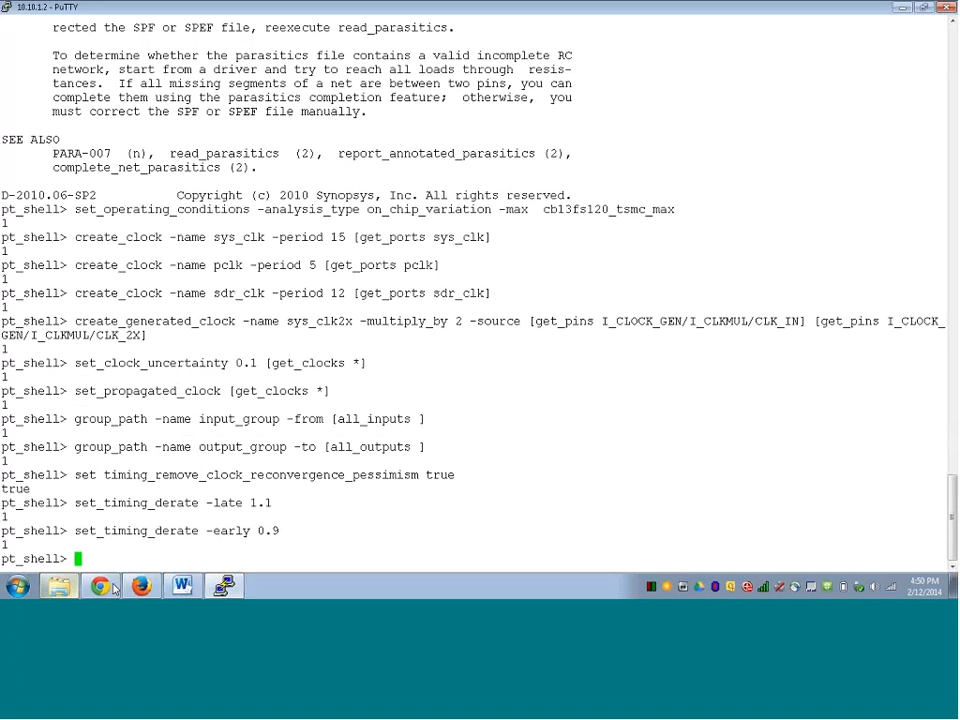 10.10.1.2 - PuTTY
rected the SPF or SPEF file, reexecute read_parasitics.
To determine whether the parasitics file contains a valid incomplete RC
network, start from a driver and try to reach all loads through  resis-
tances.  If all missing segments of a net are between two pins, you can
complete them using the parasitics completion feature;  otherwise,  you
must correct the SPF or SPEF file manually.
SEE ALSO
PARA-007  (n),  read_parasitics  (2),  report_annotated_parasitics (2),
complete_net_parasitics (2).
D-2010.06-SP2          Copyright (c) 2010 Synopsys, Inc. All rights reserved.
pt_shell> set_operating_conditions -analysis_type on_chip_variation -max  cb13fs120_tsmc_max
1
pt_shell> create_clock -name sys_clk -period 15 [get_ports sys_clk]
1
pt_shell> create_clock -name pclk -period 5 [get_ports pclk]
1
pt_shell> create_clock -name sdr_clk -period 12 [get_ports sdr_clk]
1
pt_shell> create_generated_clock -name sys_clk2x -multiply_by 2 -source [get_pins I_CLOCK_GEN/I_CLKMUL/CLK_IN] [get_pins I_CLOCK_
GEN/I_CLKMUL/CLK_2X]
1
pt_shell> set_clock_uncertainty 0.1 [get_clocks *]
1
pt_shell> set_propagated_clock [get_clocks *]
1
pt_shell> group_path -name input_group -from [all_inputs ]
1
pt_shell> group_path -name output_group -to [all_outputs ]
1
pt_shell> set timing_remove_clock_reconvergence_pessimism true
true
pt_shell> set_timing_derate -late 1.1
1
pt_shell> set_timing_derate -early 0.9
1
pt_shell>
4:50 PM
2/12/2014